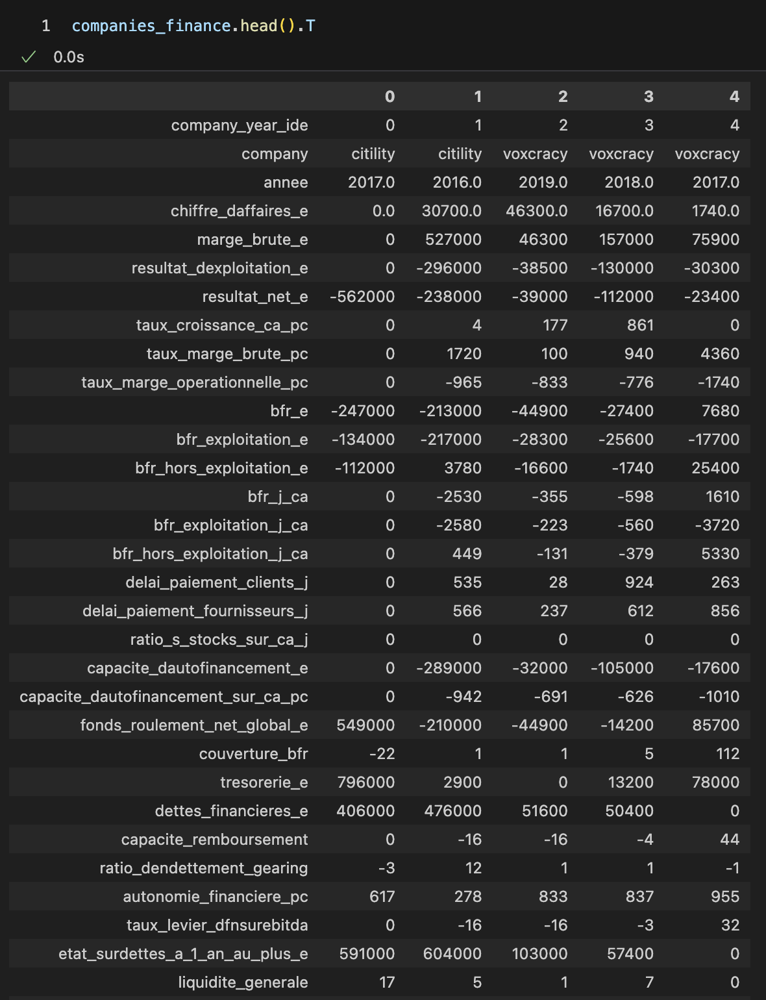 1 companies_finance.head().T
✓ 0.0s
0 1 2 3 4
company_year_ide 0 1 2 3 4
company citility citility voxcracy voxcracy voxcracy
annee 2017.0 2016.0 2019.0 2018.0 2017.0
chiffre_daffaires_e 0.0 30700.0 46300.0 16700.0 1740.0
marge_brute_e 0 527000 46300 157000 75900
resultat_dexploitation_e 0 -296000 -38500 -130000 -30300
resultat_net_e -562000 -238000 -39000 -112000 -23400
taux_croissance_ca_pc 0 4 177 861 0
taux_marge_brute_pc 0 1720 100 940 4360
taux_marge_operationnelle_pc 0 -965 -833 -776 -1740
bfr_e -247000 -213000 -44900 -27400 7680
bfr_exploitation_e -134000 -217000 -28300 -25600 -17700
bfr_hors_exploitation_e -112000 3780 -16600 -1740 25400
bfr_j_ca 0 -2530 -355 -598 1610
bfr_exploitation_j_ca 0 -2580 -223 -560 -3720
bfr_hors_exploitation_j_ca 0 449 -131 -379 5330
delai_paiement_clients_j 0 535 28 924 263
delai_paiement_fournisseurs_j 0 566 237 612 856
ratio_s_stocks_sur_ca_j 0 0 0 0 0
capacite_dautofinancement_e 0 -289000 -32000 -105000 -17600
capacite_dautofinancement_sur_ca_pc 0 -942 -691 -626 -1010
fonds_roulement_net_global_e 549000 -210000 -44900 -14200 85700
couverture_bfr -22 1 1 5 112
tresorerie_e 796000 2900 0 13200 78000
dettes_financieres_e 406000 476000 51600 50400 0
capacite_remboursement 0 -16 -16 -4 44
ratio_dendettement_gearing -3 12 1 1 -1
autonomie_financiere_pc 617 278 833 837 955
taux_levier_dfnsurebitda 0 -16 -16 -3 32
etat_surdettes_a_1_an_au_plus_e 591000 604000 103000 57400 0
liquidite_generale 17 5 1 7 0